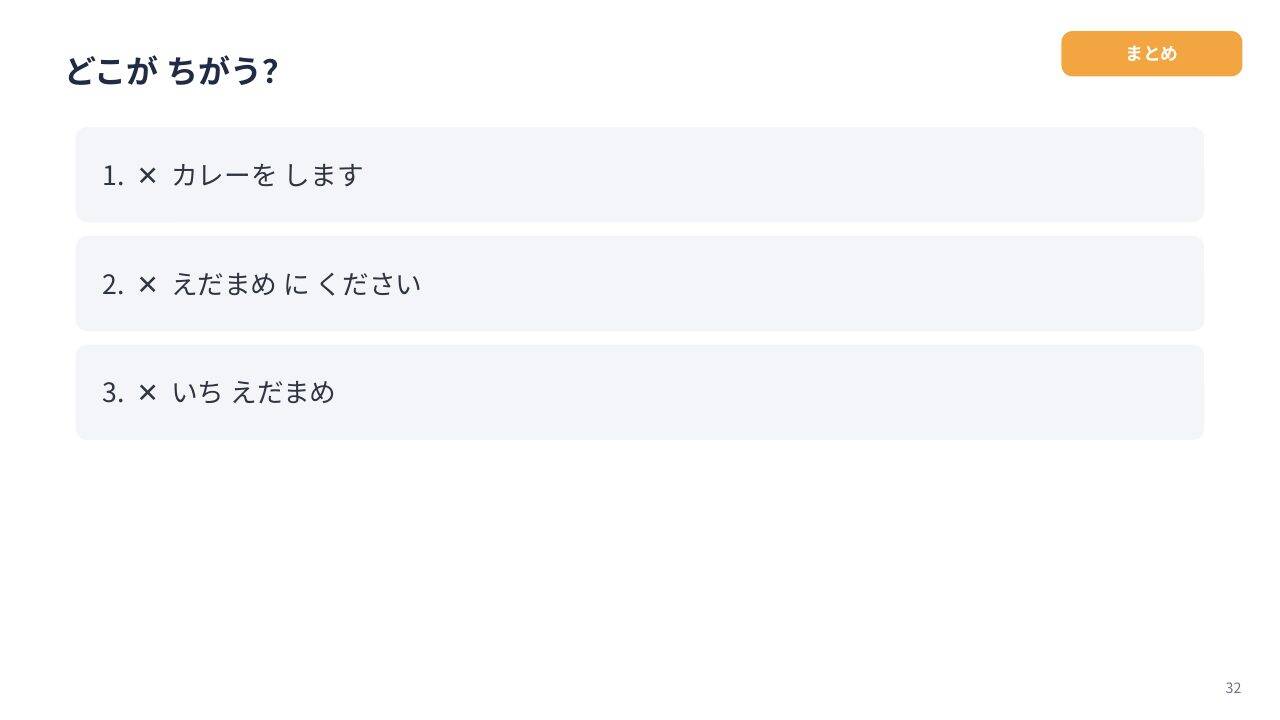 どこが ちがう?
まとめ
1. × カレーを します
2. × えだまめ に ください
3. × いち えだまめ
32